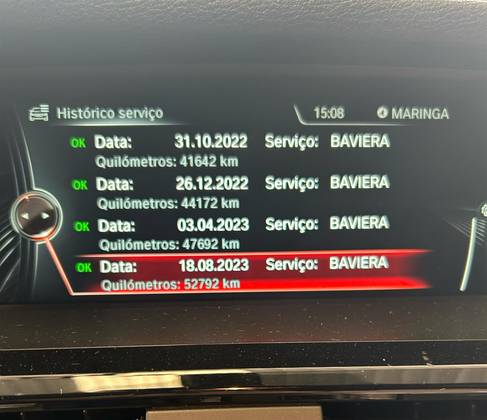 Histórico serviço 15:08 MARINGA
OK Data: 31.10.2022 Serviço: BAVIERA
Quilómetros: 41642 km
OK Data: 26.12.2022 Serviço: BAVIERA
Quilómetros: 44172 km
OK Data: 03.04.2023 Serviço: BAVIERA
Quilómetros: 47692 km
OK Data: 18.08.2023 Serviço: BAVIERA
Quilómetros: 52792 km